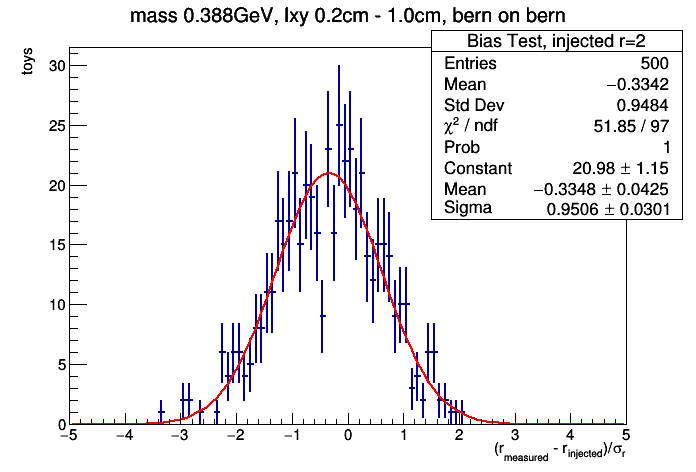 mass 0.388GeV, lxy 0.2cm - 1.0cm, bern on bern
Bias Test, injected r=2
Entries 500
Mean −0.3342
Std Dev 0.9484
χ² / ndf 51.85 / 97
Prob 1
Constant 20.98 ± 1.15
Mean −0.3348 ± 0.0425
Sigma 0.9506 ± 0.0301
toys
30
25
20
15
10
5
0
−5 −4 −3 −2 −1 0 1 2 3 4 5
(r_measured - r_injected)/σ_r